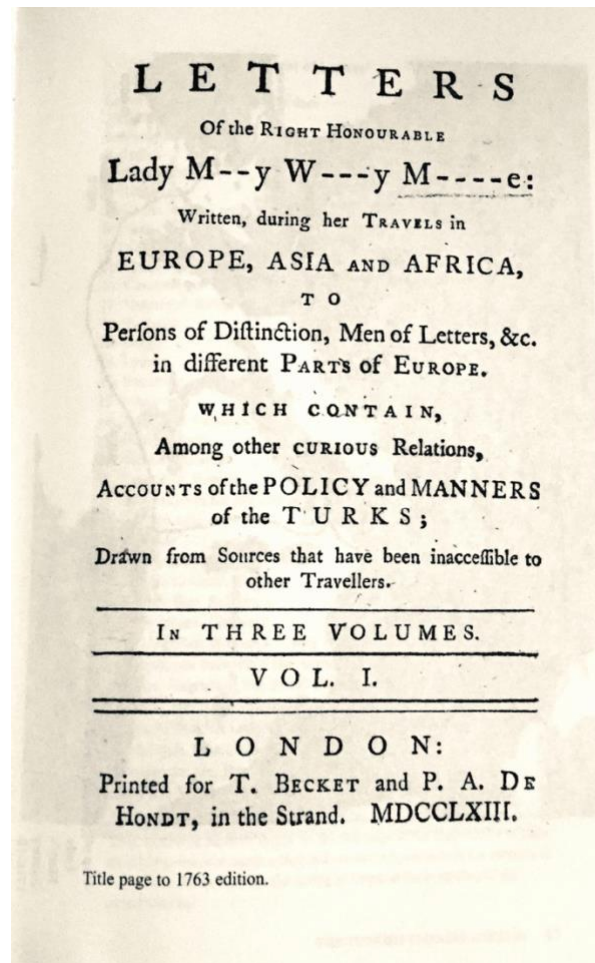 LETTERS
Of the RIGHT HONOURABLE
Lady M--y W---y M----e:
Written, during her TRAVELS in
EUROPE, ASIA AND AFRICA,
TO
Perſons of Diſtinction, Men of Letters, &c.
in different PARTS of EUROPE.
WHICH CONTAIN,
Among other CURIOUS Relations,
ACCOUNTS of the POLICY and MANNERS
of the TURKS;
Drawn from Sources that have been inacceſſible to
other Travellers.
IN THREE VOLUMES.
VOL. I.
LONDON:
Printed for T. BECKET and P. A. DE
HONDT, in the Strand. MDCCLXIII.
Title page to 1763 edition.